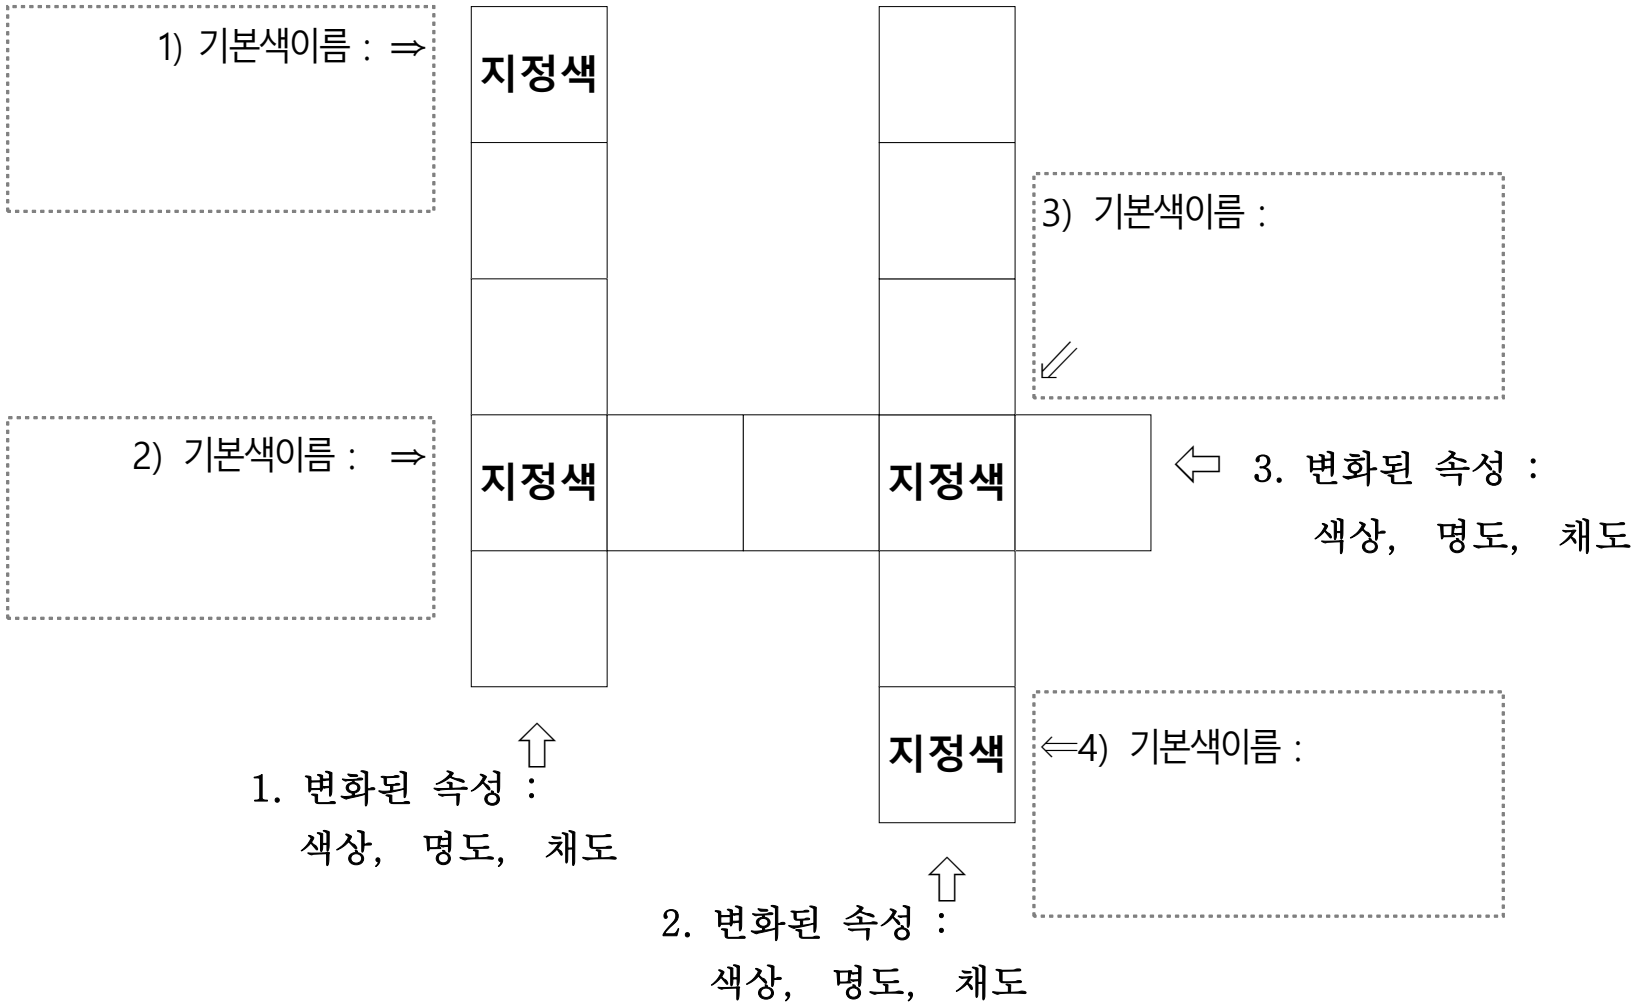 1) 기본색이름 : ⇒
지정색
3) 기본색이름 :
2) 기본색이름 : ⇒
지정색
지정색
3. 변화된 속성 :
색상, 명도, 채도
지정색
4) 기본색이름 :
1. 변화된 속성 :
색상, 명도, 채도
2. 변화된 속성 :
색상, 명도, 채도